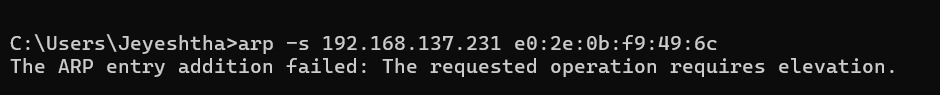 C:\Users\Jeyeshtha>arp -s 192.168.137.231 e0:2e:0b:f9:49:6c
The ARP entry addition failed: The requested operation requires elevation.